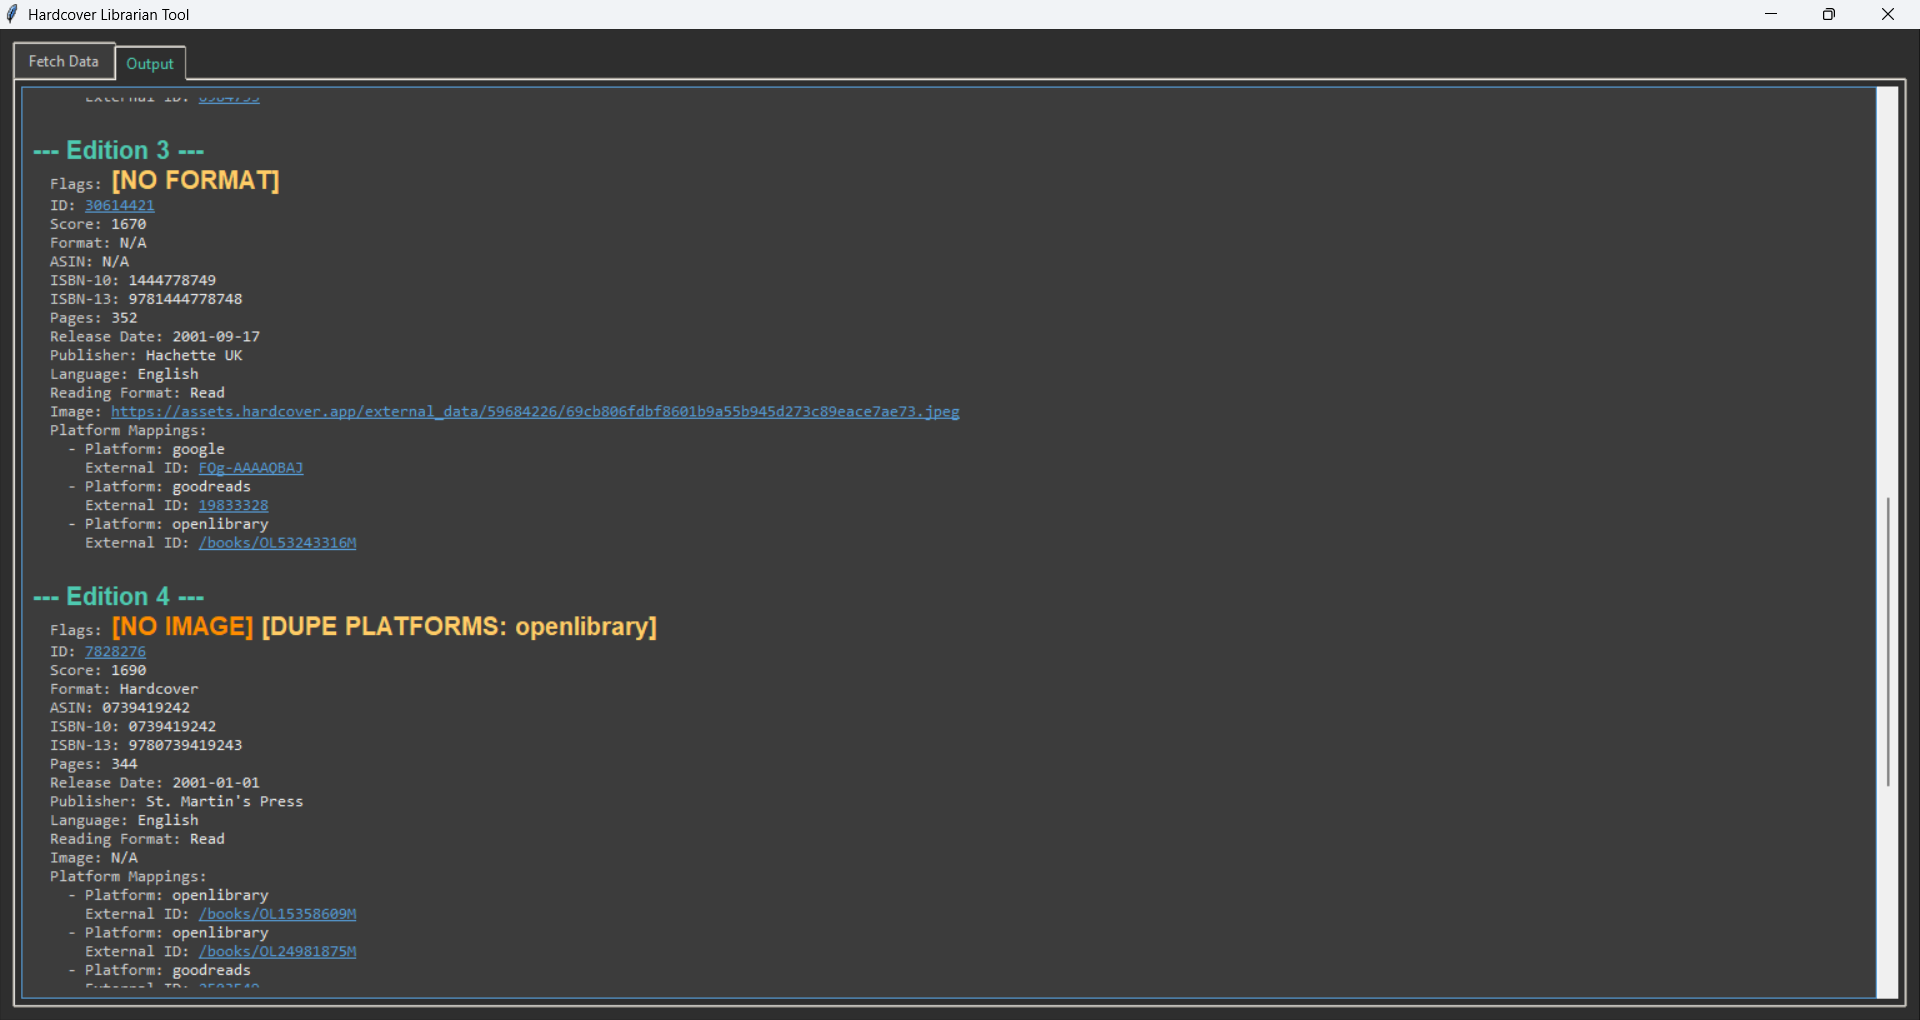 Hardcover Librarian Tool
Fetch Data
Output
--- Edition 3 ---
Flags: [NO FORMAT]
ID: 30614421
Score: 1670
Format: N/A
ASIN: N/A
ISBN-10: 1444778749
ISBN-13: 9781444778748
Pages: 352
Release Date: 2001-09-17
Publisher: Hachette UK
Language: English
Reading Format: Read
Image: https://assets.hardcover.app/external_data/59684226/69cb806fdbf8601b9a55b945d273c89eace7ae73.jpeg
Platform Mappings:
- Platform: google
External ID: FQg-AAAAQBAJ
- Platform: goodreads
External ID: 19833328
- Platform: openlibrary
External ID: /books/OL53243316M
--- Edition 4 ---
Flags: [NO IMAGE] [DUPE PLATFORMS: openlibrary]
ID: 7828276
Score: 1690
Format: Hardcover
ASIN: 0739419242
ISBN-10: 0739419242
ISBN-13: 9780739419243
Pages: 344
Release Date: 2001-01-01
Publisher: St. Martin's Press
Language: English
Reading Format: Read
Image: N/A
Platform Mappings:
- Platform: openlibrary
External ID: /books/OL15358609M
- Platform: openlibrary
External ID: /books/OL24981875M
- Platform: goodreads
External ID: